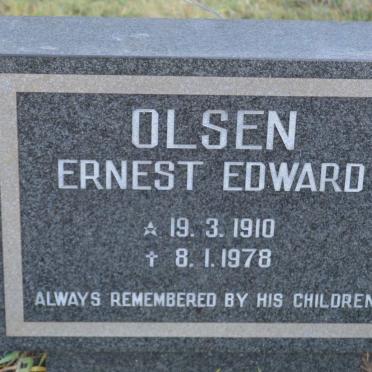 OLSEN
ERNEST EDWARD
☆ 19. 3. 1910
✝ 8. 1. 1978
ALWAYS REMEMBERED BY HIS CHILDREN